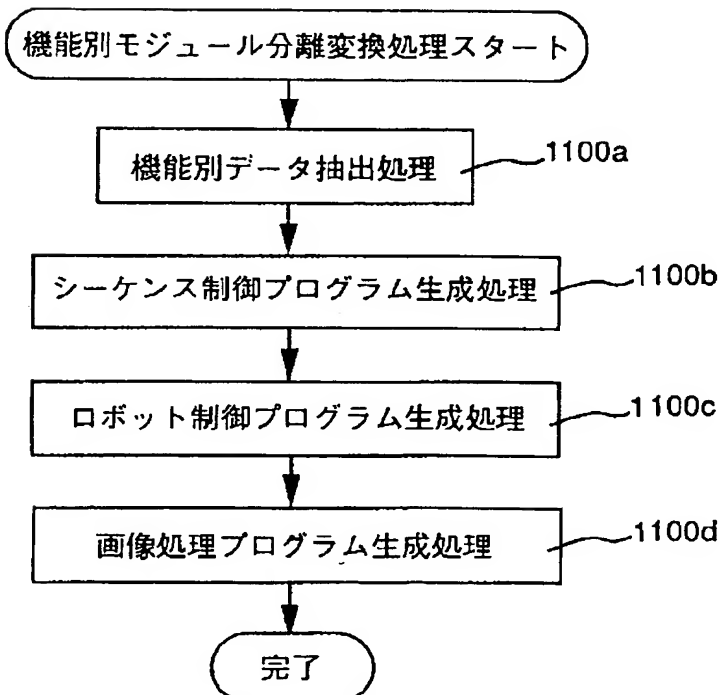 機能別モジュール分離変換処理スタート
機能別データ抽出処理
1100a
シーケンス制御プログラム生成処理
1100b
ロボット制御プログラム生成処理
1100c
画像処理プログラム生成処理
1100d
完了